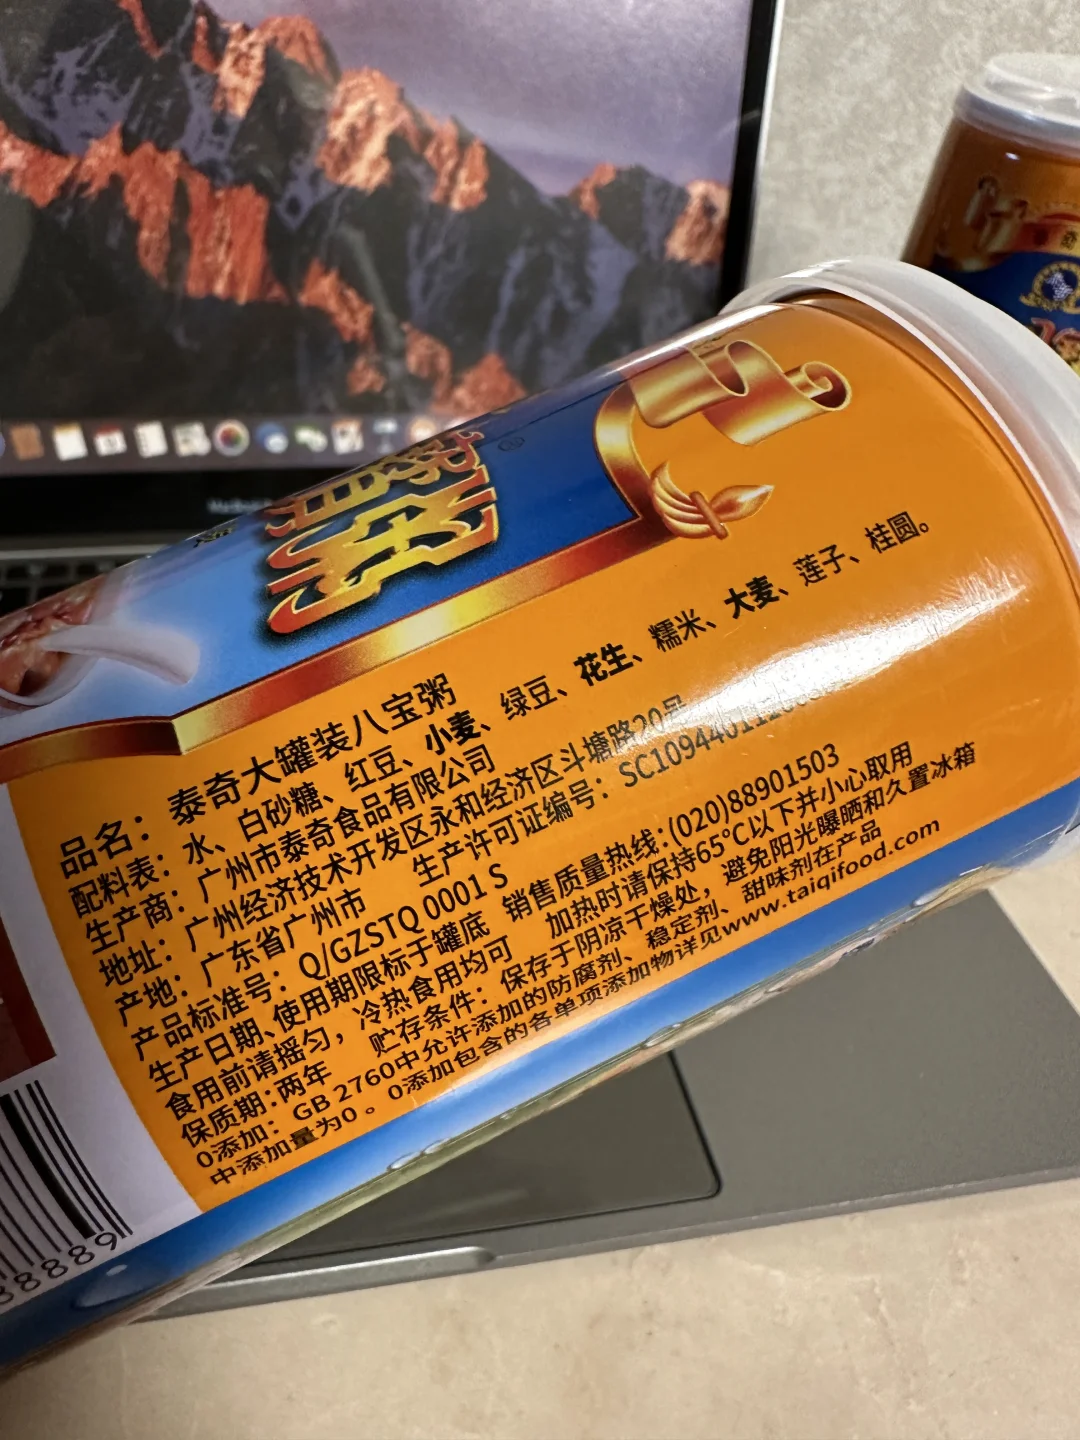 品名：泰奇大罐装八宝粥
配料表：水、白砂糖、红豆、小麦、绿豆、花生、糯米、大麦、莲子、桂圆。
生产商：广州市泰奇食品有限公司
地址：广州经济技术开发区永和经济区斗塘路20号
产地：广东省广州市 生产许可证编号：SC1094401120
产品标准号：Q/GZSTQ 0001 S
生产日期、使用期限标于罐底 销售质量热线：(020)88901503
食用前请摇匀，冷热食用均可 加热时请保持65℃以下并小心取用
保质期：两年 贮存条件：保存于阴凉干燥处，避免阳光曝晒和久置冰箱
0添加：GB 2760中允许添加的防腐剂、稳定剂、甜味剂在产品
中添加量为0。0添加包含的各单项添加物详见www.taiqifood.com
粥
®
88889